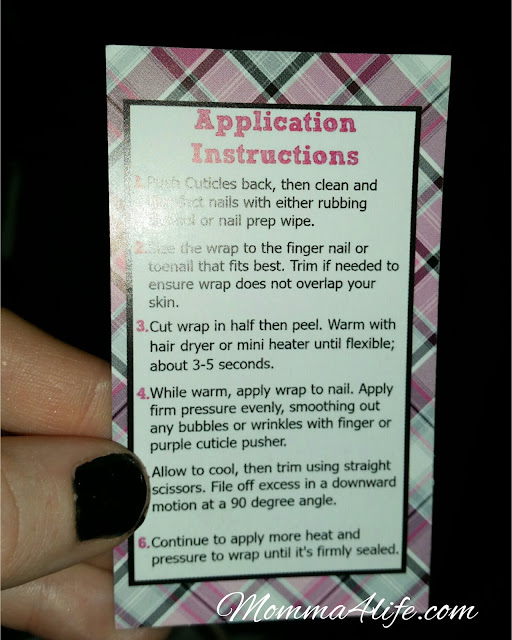 Application
Instructions
1. Push Cuticles back, then clean and
nails with either rubbing
or nail prep wipe.
2. Size the wrap to the finger nail or
toenail that fits best. Trim if needed to
ensure wrap does not overlap your
skin.
3. Cut wrap in half then peel. Warm with
hair dryer or mini heater until flexible;
about 3-5 seconds.
4. While warm, apply wrap to nail. Apply
firm pressure evenly, smoothing out
any bubbles or wrinkles with finger or
purple cuticle pusher.
Allow to cool, then trim using straight
scissors. File off excess in a downward
motion at a 90 degree angle.
6. Continue to apply more heat and
pressure to wrap until it's firmly sealed.
Momma4life.com